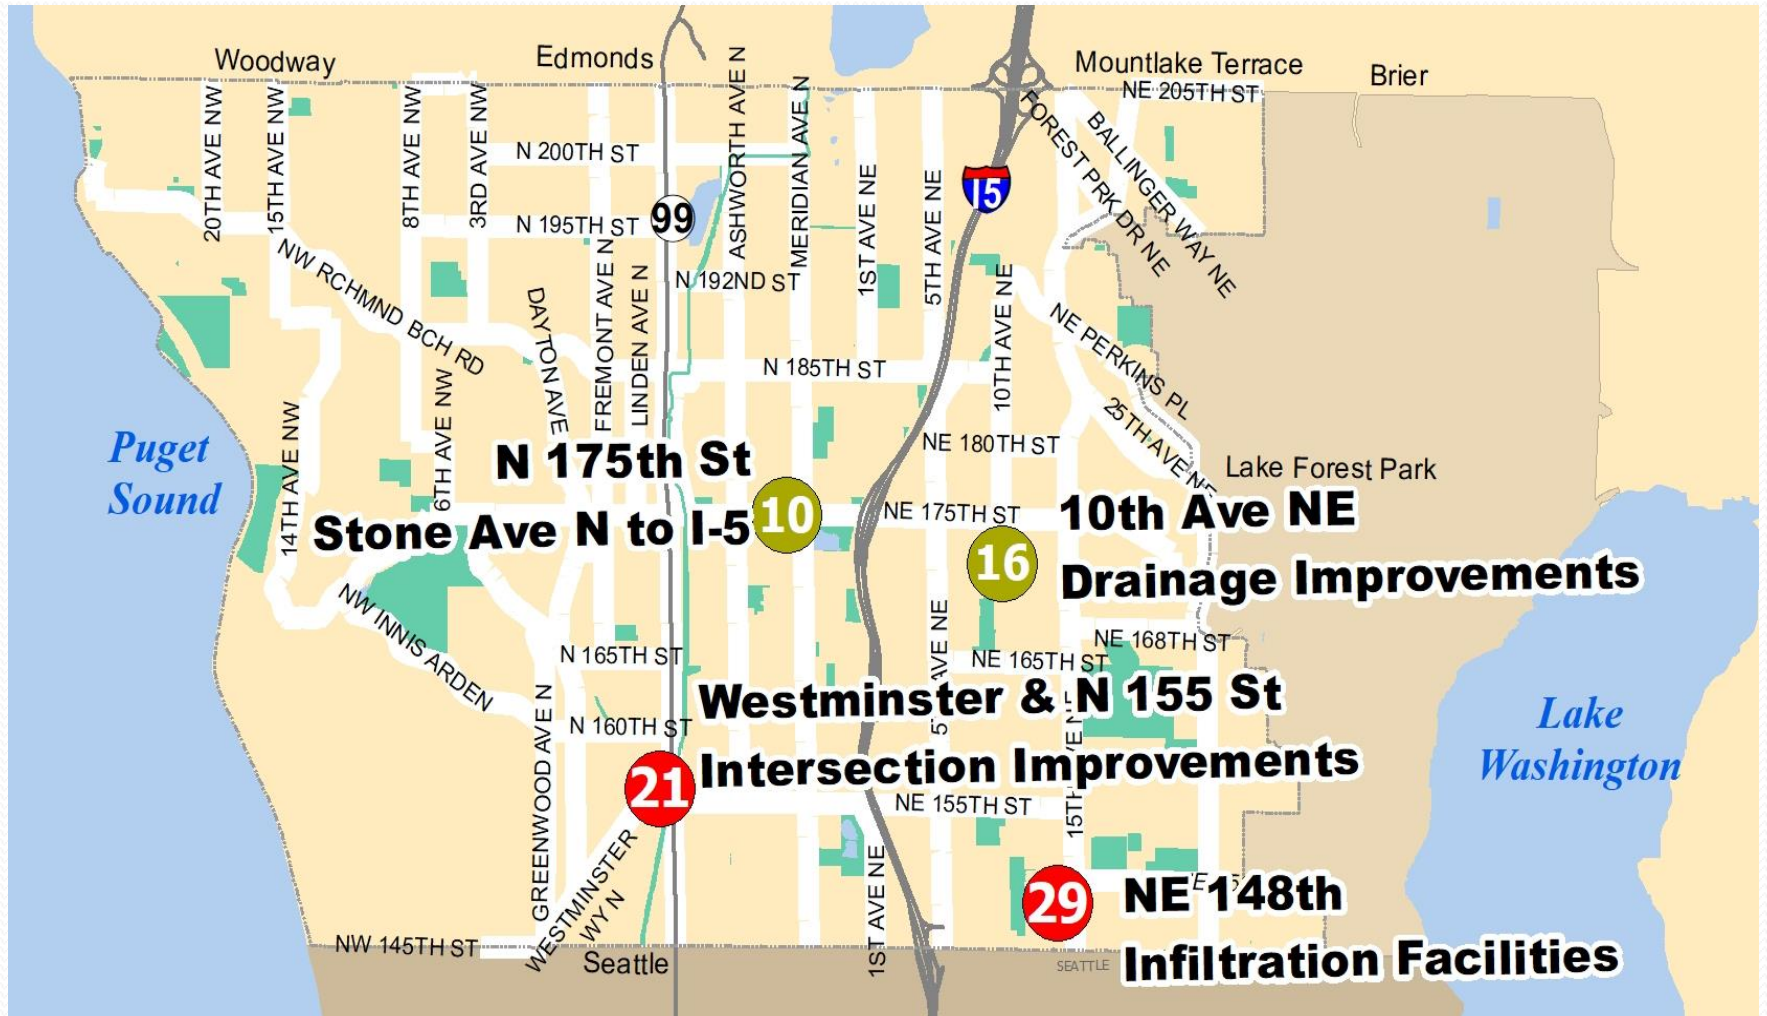 Woodway
Edmonds
Mountlake Terrace
Brier
NE 205TH ST
20TH AVE NW
15TH AVE NW
8TH AVE NW
3RD AVE NW
ASHWORTH AVE N
MERIDIAN AVE N
FOREST PRK DR NE
BALLINGER WAY NE
N 200TH ST
1ST AVE NE
5TH AVE NE
15
99
N 195TH ST
NW RCHMND BCH RD
FREMONT AVE N
LINDEN AVE N
N 192ND ST
10TH AVE NE
DAYTON AVE
NE PERKINS PL
N 185TH ST
6TH AVE NW
14TH AVE NW
25TH AVE NE
NE 180TH ST
Puget
Sound
N 175th St
Stone Ave N to I-5
10
NE 175TH ST
Lake Forest Park
10th Ave NE
Drainage Improvements
16
NW INNIS ARDEN
N 165TH ST
AVE NE
NE 168TH ST
NE 165TH ST
Westminster & N 155 St
Intersection Improvements
21
GREENWOOD AVE N
N 160TH ST
Lake
Washington
NE 155TH ST
15TH AVE NE
WESTMINSTER
WY N
1ST AVE NE
29
NE 148th
Infiltration Facilities
NW 145TH ST
Seattle
SEATTLE